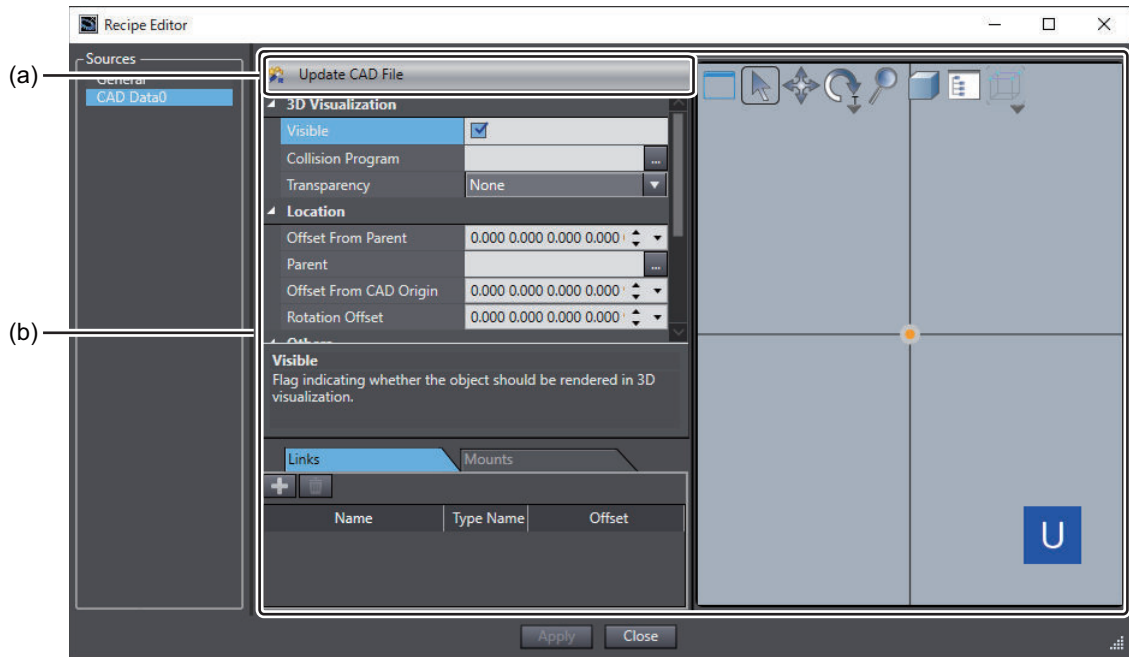 Recipe Editor
Sources
General
CAD Data0
(a)
Update CAD File
3D Visualization
Visible
Collision Program
...
Transparency
None
Location
Offset From Parent
0.000 0.000 0.000 0.000
Parent
...
Offset From CAD Origin
0.000 0.000 0.000 0.000
Rotation Offset
0.000 0.000 0.000 0.000
(b)
Others
Visible
Flag indicating whether the object should be rendered in 3D
visualization.
Links
Mounts
Name
Type Name
Offset
T
U
Apply
Close